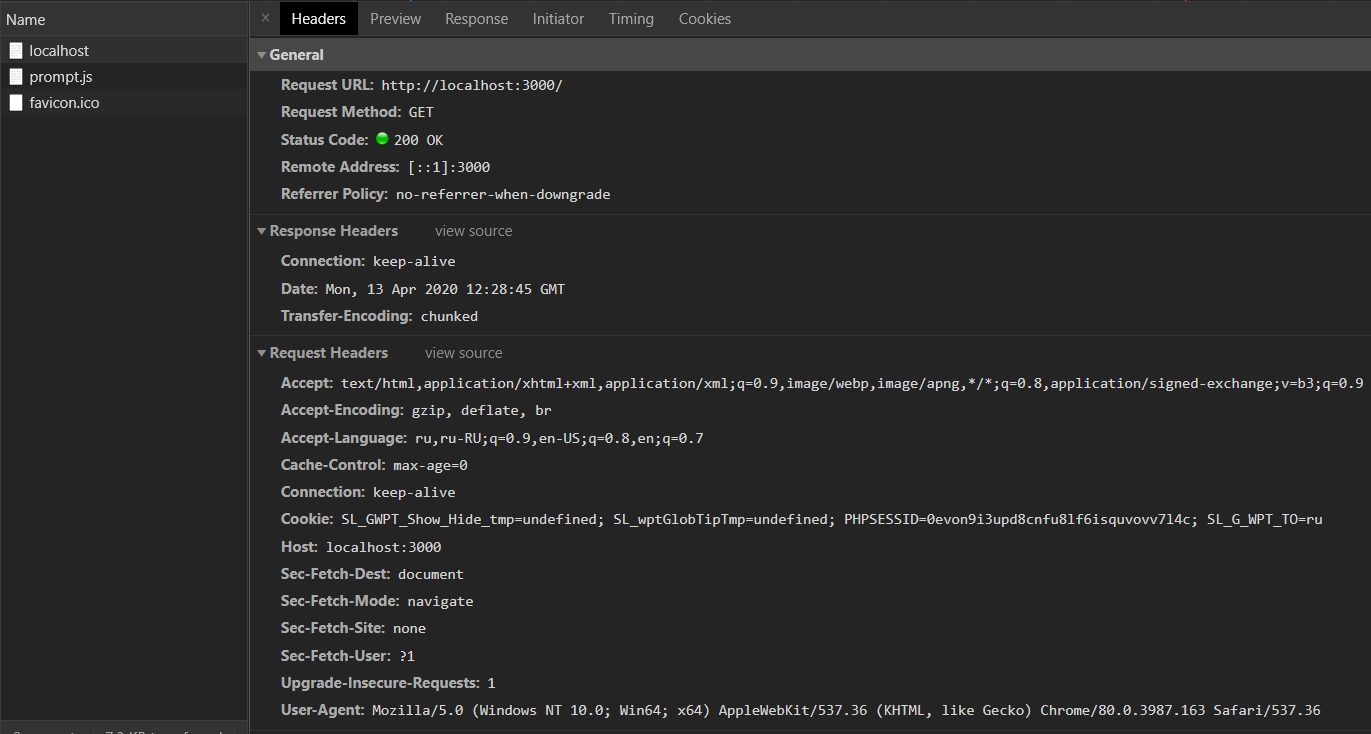 Name
localhost
prompt.js
favicon.ico
× Headers Preview Response Initiator Timing Cookies
General
Request URL: http://localhost:3000/
Request Method: GET
Status Code: 200 OK
Remote Address: [::1]:3000
Referrer Policy: no-referrer-when-downgrade
Response Headers view source
Connection: keep-alive
Date: Mon, 13 Apr 2020 12:28:45 GMT
Transfer-Encoding: chunked
Request Headers view source
Accept: text/html,application/xhtml+xml,application/xml;q=0.9,image/webp,image/apng,*/*;q=0.8,application/signed-exchange;v=b3;q=0.9
Accept-Encoding: gzip, deflate, br
Accept-Language: ru,ru-RU;q=0.9,en-US;q=0.8,en;q=0.7
Cache-Control: max-age=0
Connection: keep-alive
Cookie: SL_GWPT_Show_Hide_tmp=undefined; SL_wptGlobTipTmp=undefined; PHPSESSID=0evon9i3upd8cnfu8lf6isquvovv7l4c; SL_G_WPT_TO=ru
Host: localhost:3000
Sec-Fetch-Dest: document
Sec-Fetch-Mode: navigate
Sec-Fetch-Site: none
Sec-Fetch-User: ?1
Upgrade-Insecure-Requests: 1
User-Agent: Mozilla/5.0 (Windows NT 10.0; Win64; x64) AppleWebKit/537.36 (KHTML, like Gecko) Chrome/80.0.3987.163 Safari/537.36